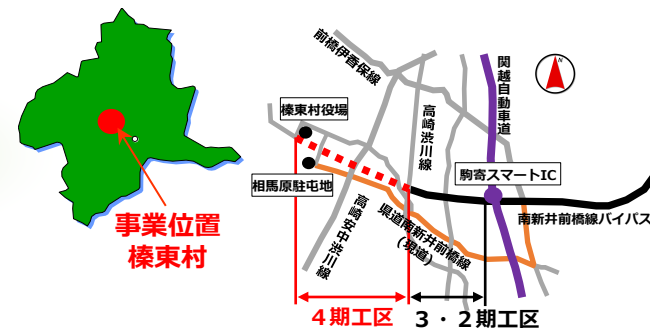 事業位置
榛東村
前橋伊香保線
関越自動車道
榛東村役場
高崎渋川線
駒寄スマートIC
相馬原駐屯地
高崎安中渋川線
県道南新井前橋線
(現道)
南新井前橋線バイパス
4期工区
3・2期工区